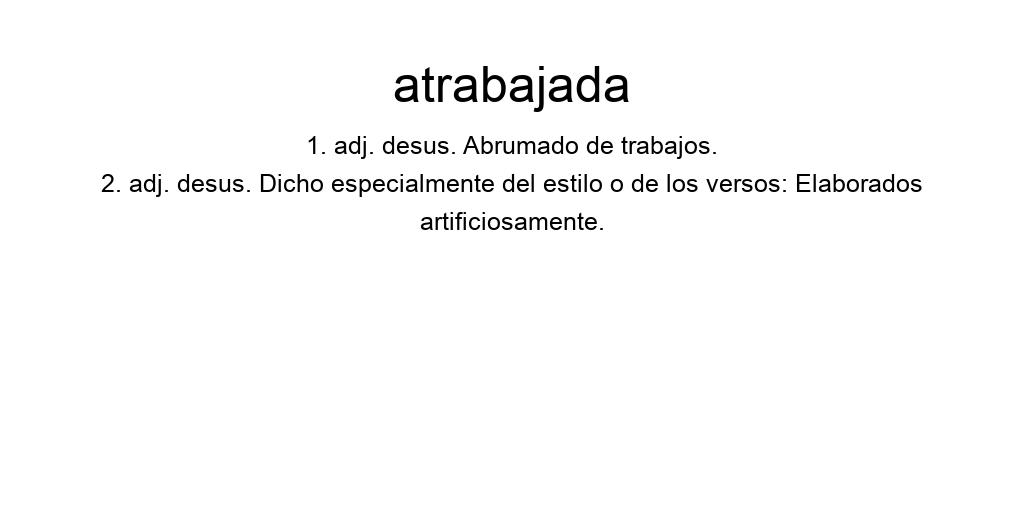 atrabajada
1. adj. desus. Abrumado de trabajos.
2. adj. desus. Dicho especialmente del estilo o de los versos: Elaborados
artificiosamente.